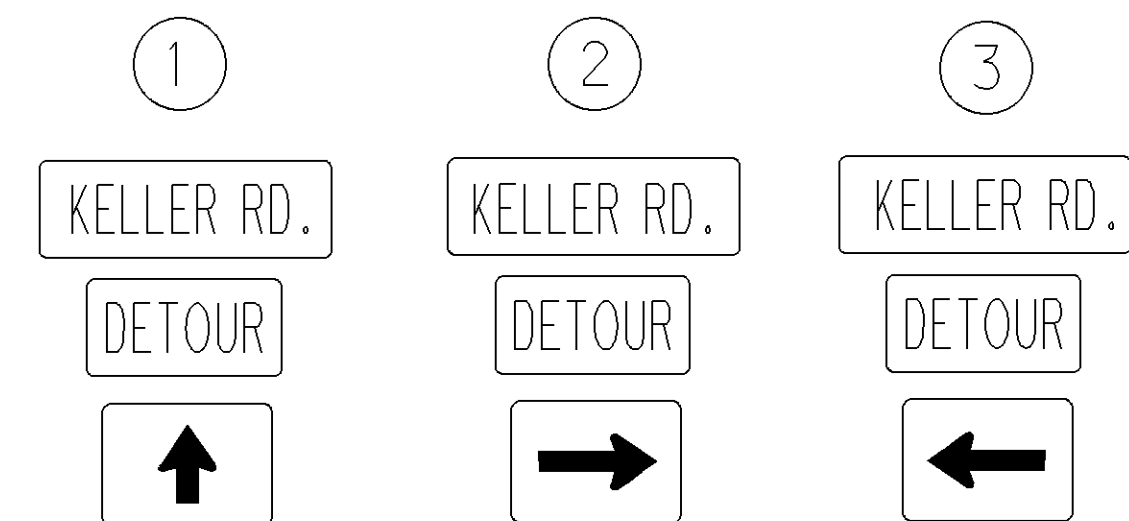 1 2 3
KELLER RD. KELLER RD. KELLER RD.
DETOUR DETOUR DETOUR